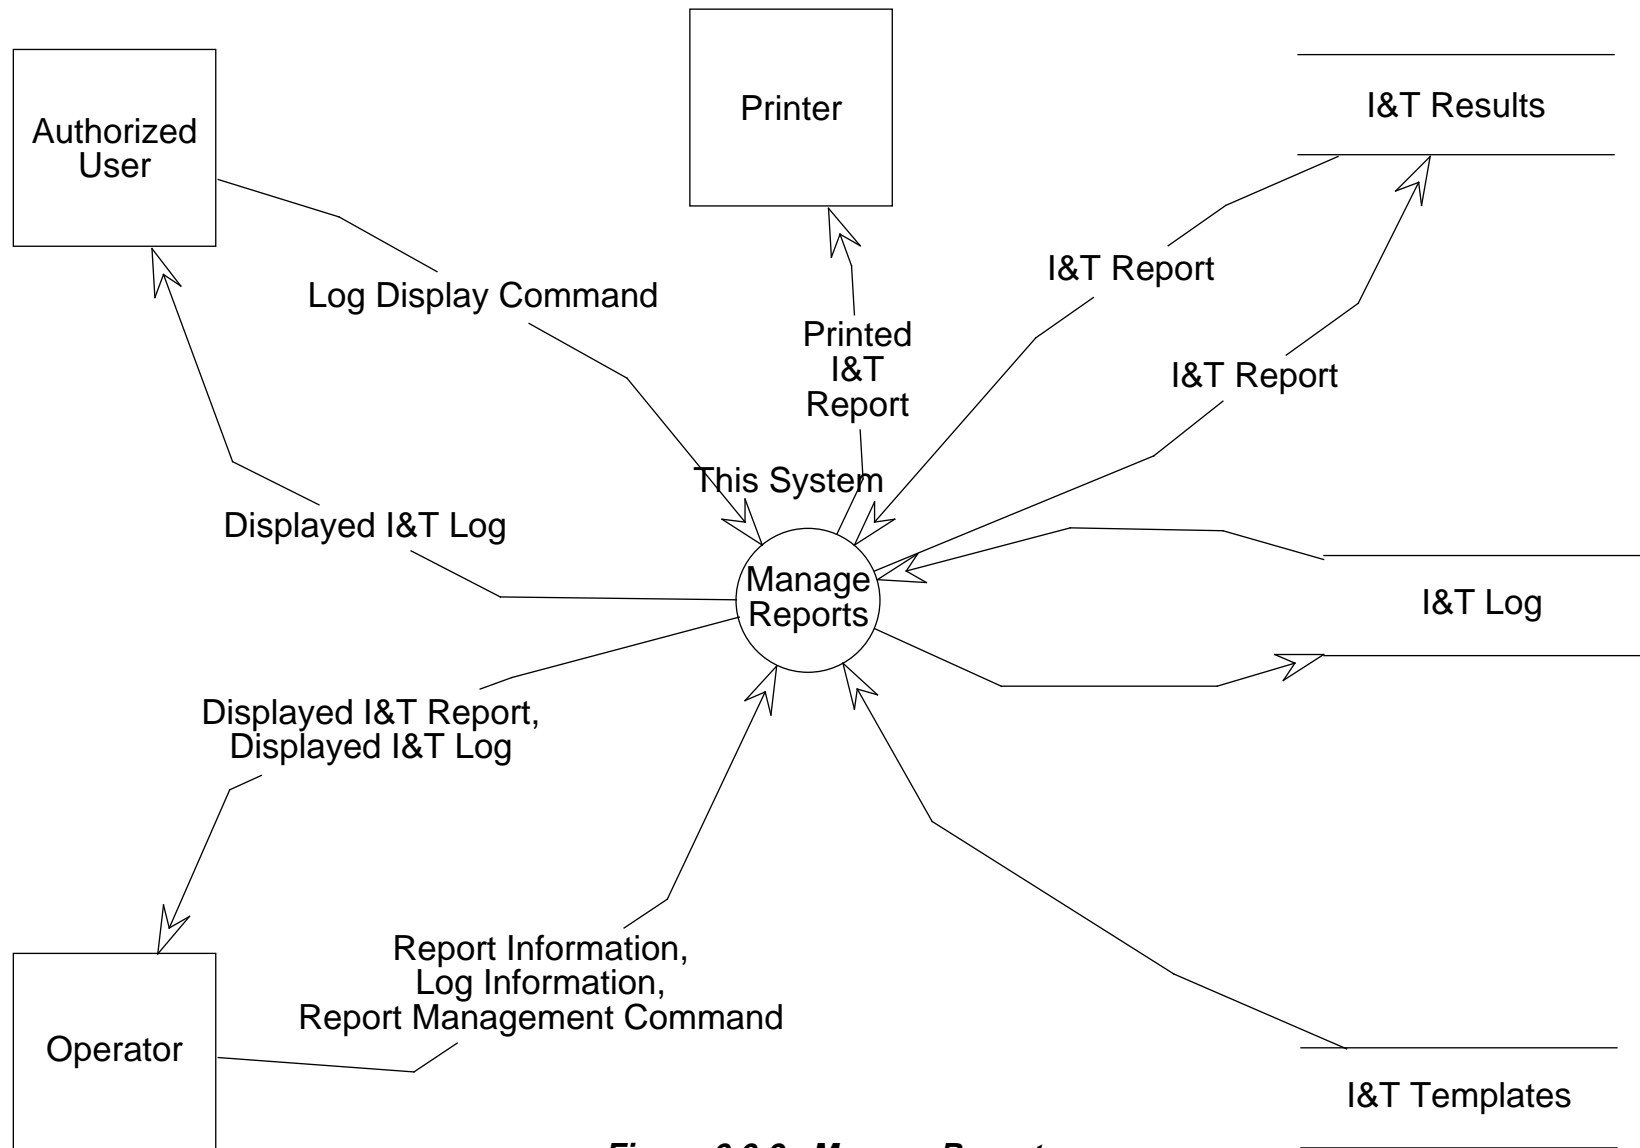 Printer
I&T Results
Authorized
User
I&T Report
Log Display Command
Printed
I&T
Report
I&T Report
This System
Displayed I&T Log
Manage
Reports
I&T Log
Displayed I&T Report,
Displayed I&T Log
Report Information,
Log Information,
Report Management Command
Operator
I&T Templates